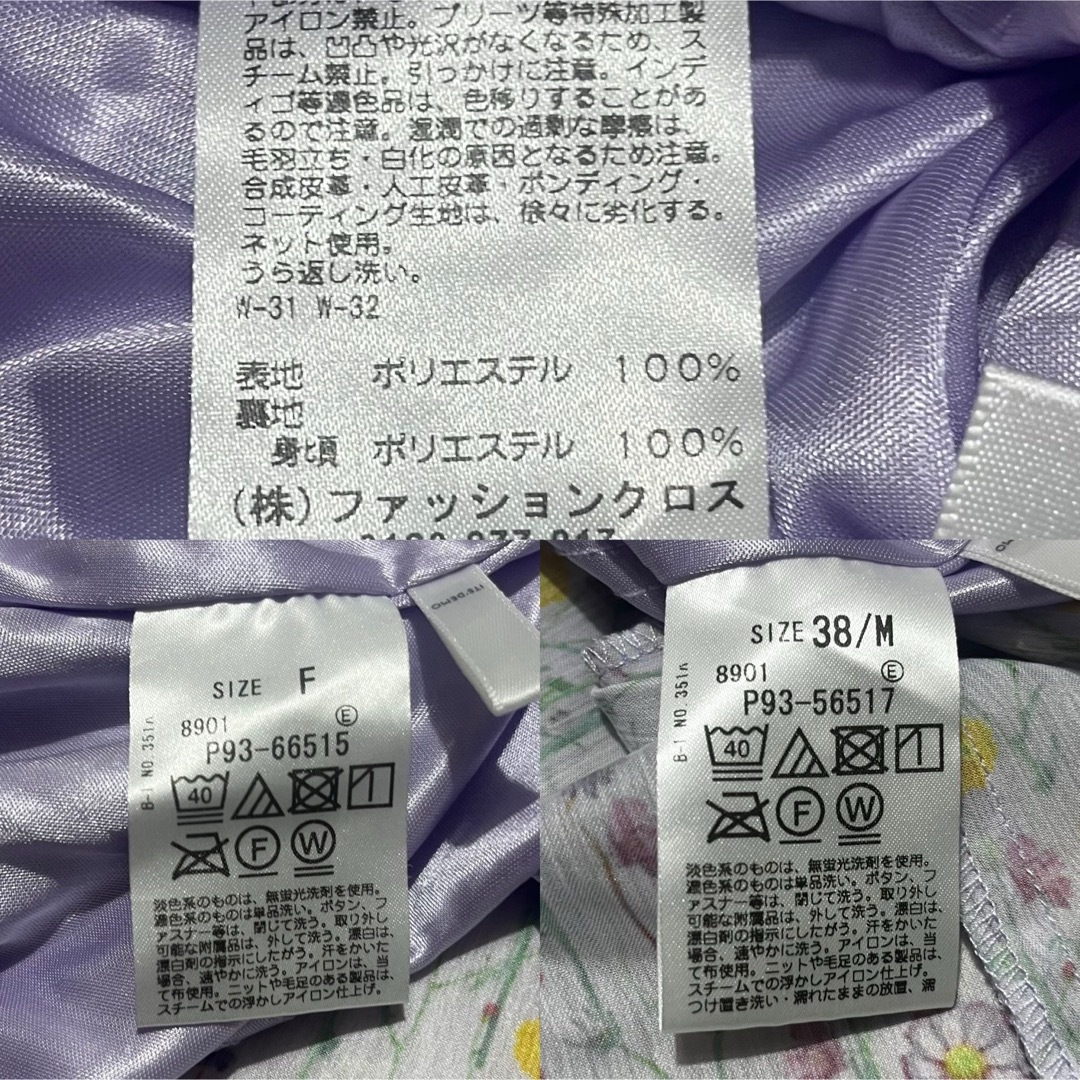 アイロン禁止。プリーツ等特殊加工製
品は、凹凸や光沢がなくなるため、ス
チーム禁止。引っかけに注意。インデ
ィゴ等濃色品は、色移りすることがあ
るので注意。湿潤での過剰な摩擦は、
毛羽立ち・白化の原因となるため注意。
合成皮革・人工皮革・ボンディング・
コーティング生地は、徐々に劣化する。
ネット使用。
うら返し洗い。
W-31 W-32
表地 ポリエステル 100%
裏地
身頃 ポリエステル 100%
(株)ファッションクロス
ITS'DEMO
SIZE F
8901 E
P93-66515
B-1 NO.351n
40
F W
淡色系のものは、無蛍光洗剤を使用。
濃色系のものは単品洗い。ボタン、フ
ァスナー等は、閉じて洗う。取り外し
可能な附属品は、外して洗う。漂白は、
漂白剤の指示にしたがう。汗をかいた
場合、速やかに洗う。アイロンは、当
て布使用。ニットや毛足のある製品は、
スチームでの浮かしアイロン仕上げ。
SIZE 38/M
8901 E
P93-56517
B-1 NO.351n
40
F W
淡色系のものは、無蛍光洗剤を使用。
濃色系のものは単品洗い。ボタン、フ
ァスナー等は、閉じて洗う。取り外し
可能な附属品は、外して洗う。漂白は、
漂白剤の指示にしたがう。汗をかいた
場合、速やかに洗う。アイロンは、当
て布使用。ニットや毛足のある製品は、
スチームでの浮かしアイロン仕上げ。
つけ置き洗い・濡れたままの放置、濡